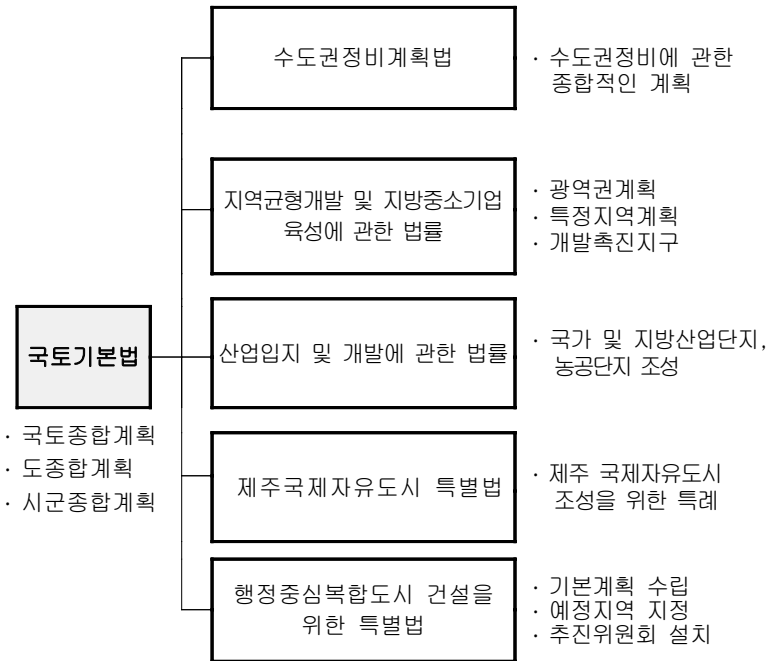 수도권정비계획법
· 수도권정비에 관한
종합적인 계획
지역균형개발 및 지방중소기업
육성에 관한 법률
· 광역권계획
· 특정지역계획
· 개발촉진지구
국토기본법
· 국토종합계획
· 도종합계획
· 시군종합계획
산업입지 및 개발에 관한 법률
· 국가 및 지방산업단지,
농공단지 조성
제주국제자유도시 특별법
· 제주 국제자유도시
조성을 위한 특례
행정중심복합도시 건설을
위한 특별법
· 기본계획 수립
· 예정지역 지정
· 추진위원회 설치